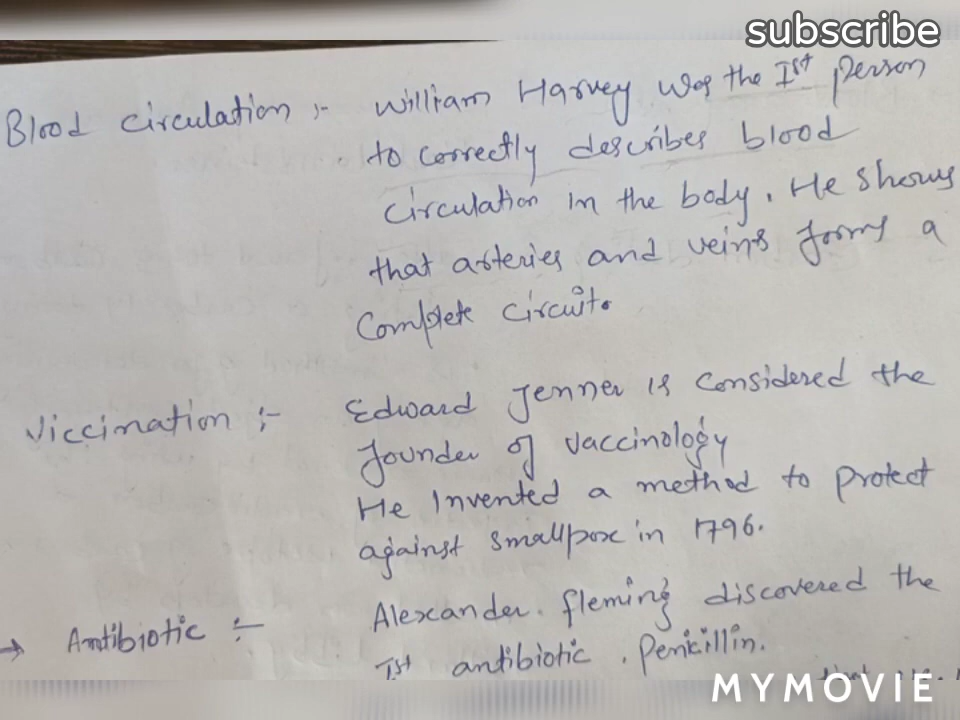 subscribe
Blood circulation :- William Harvey was the Ist person
to correctly describes blood
circulation in the body. He shows
that arteries and veins forms a
Complete circuit.
Viccination :- Edward Jenner is considered the
founder of vaccinology
He Invented a method to protect
against smallpox in 1796.
→ Antibiotic :- Alexander. fleming discovered the
Ist antibiotic . Penicillin.
MYMOVIE